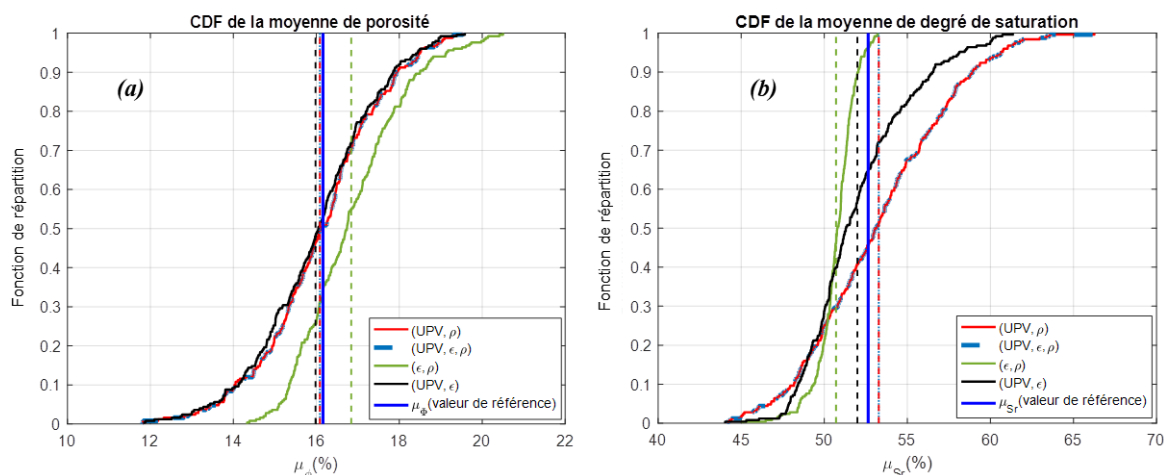 CDF de la moyenne de porosité
(a)
Fonction de répartition
1
0.9
0.8
0.7
0.6
0.5
0.4
0.3
0.2
0.1
0
10 12 14 16 18 20 22
(UPV, ρ)
(UPV, ϵ, ρ)
(ϵ, ρ)
(UPV, ϵ)
μ_Φ(valeur de référence)
μ_Φ(%)
CDF de la moyenne de degré de saturation
(b)
Fonction de répartition
1
0.9
0.8
0.7
0.6
0.5
0.4
0.3
0.2
0.1
0
40 45 50 55 60 65 70
(UPV, ρ)
(UPV, ϵ, ρ)
(ϵ, ρ)
(UPV, ϵ)
μ_Sr(valeur de référence)
μ_Sr(%)